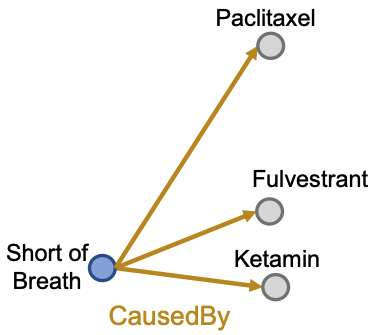 Paclitaxel
Fulvestrant
Short of
Breath
Ketamin
CausedBy